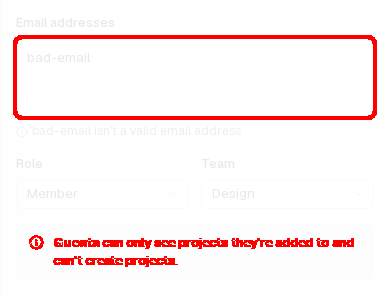 Email addresses
bad-email
bad-email isn't a valid email address
Role
Team
Member
Design
Guests can only see projects they're added to and
can't create projects.